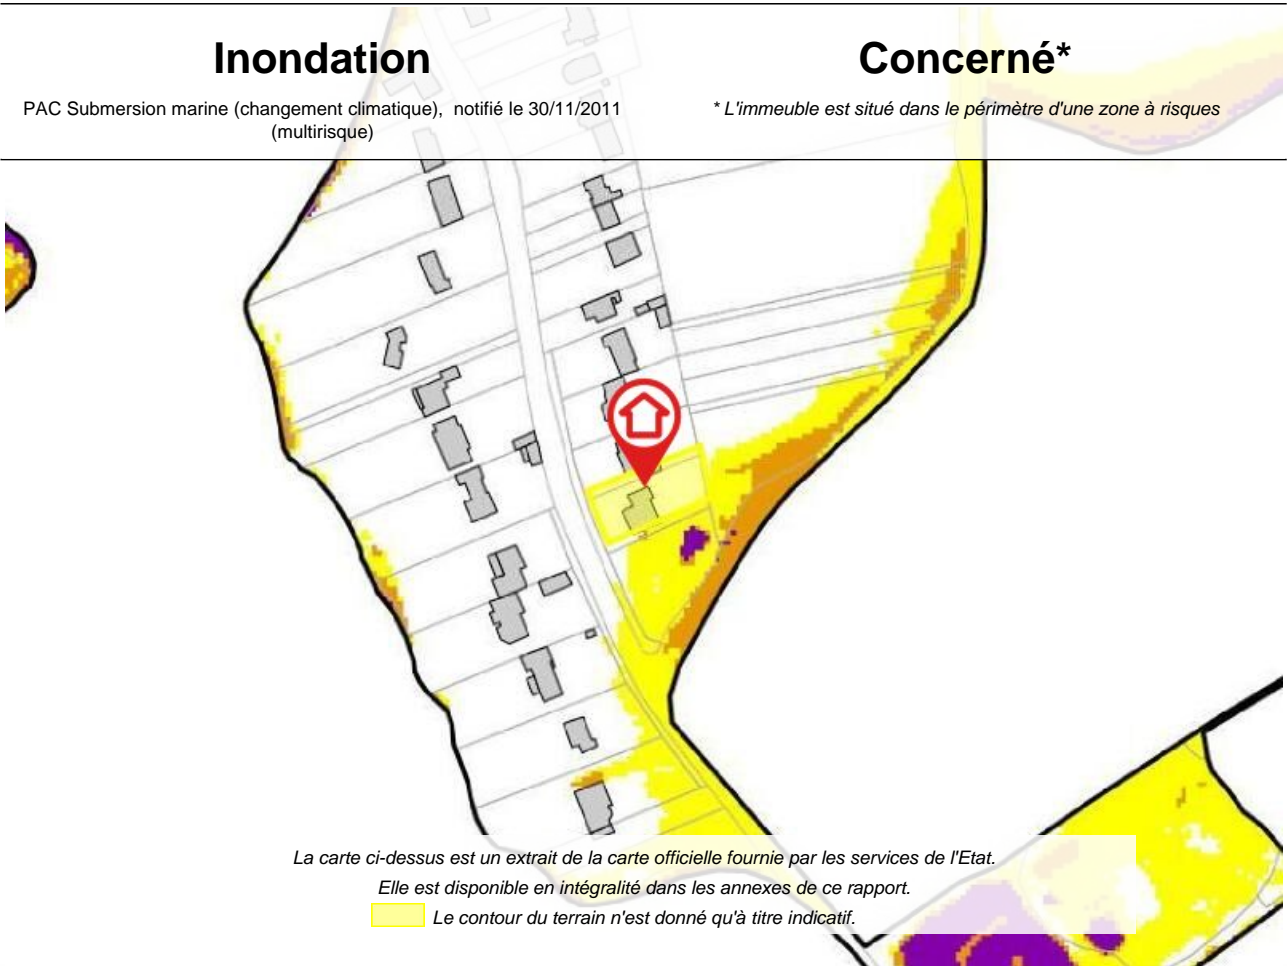 Inondation
PAC Submersion marine (changement climatique),  notifié le 30/11/2011
(multirisque)
Concerné*
* L'immeuble est situé dans le périmètre d'une zone à risques
La carte ci-dessus est un extrait de la carte officielle fournie par les services de l'Etat.
Elle est disponible en intégralité dans les annexes de ce rapport.
Le contour du terrain n'est donné qu'à titre indicatif.